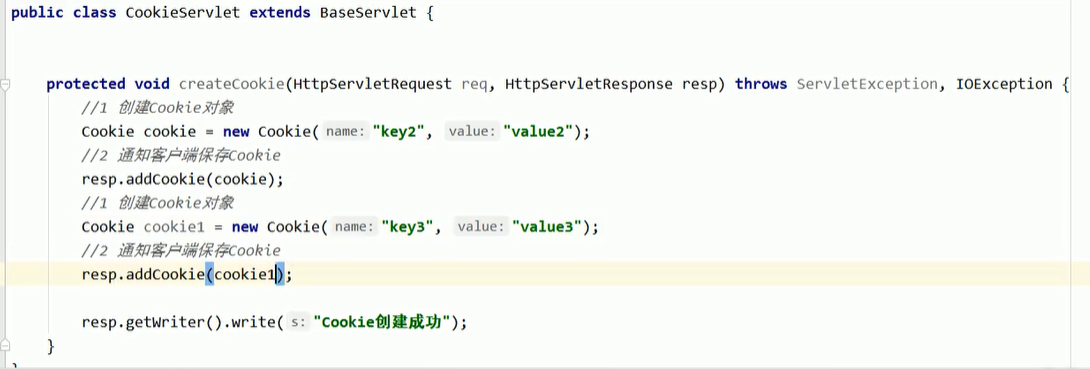 public class CookieServlet extends BaseServlet {
protected void createCookie(HttpServletRequest req, HttpServletResponse resp) throws ServletException, IOException {
//1 创建Cookie对象
Cookie cookie = new Cookie( name: "key2", value: "value2");
//2 通知客户端保存Cookie
resp.addCookie(cookie);
//1 创建Cookie对象
Cookie cookie1 = new Cookie( name: "key3", value: "value3");
//2 通知客户端保存Cookie
resp.addCookie(cookie1);
resp.getWriter().write( s: "Cookie创建成功");
}